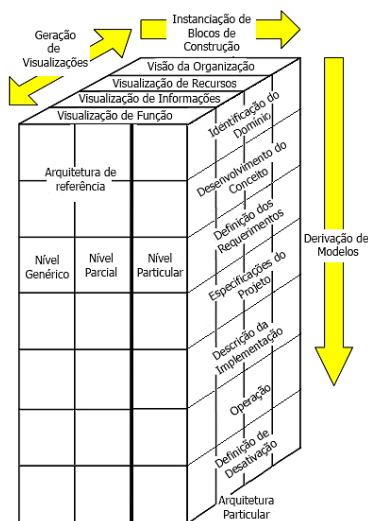 Geração
de
Visualizações
Instanciação de
Blocos de
Construção
Visão da Organização
Visualização de Recursos
Visualização de Informações
Visualização de Função
Arquitetura de
referência
Nível
Genérico
Nível
Parcial
Nível
Particular
Identificação do
Domínio
Desenvolvimento do
Conceito
Definição dos
Requerimentos
Especificações do
Projeto
Descrição da
Implementação
Operação
Definição de
Desativação
Derivação de
Modelos
Arquitetura
Particular